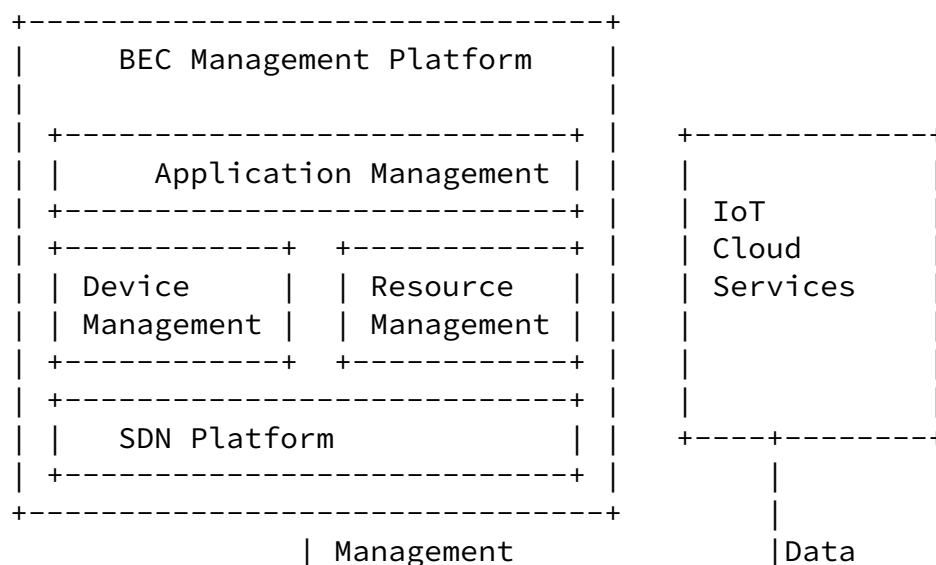 +--------------------------------+
|     BEC Management Platform    |
|                                |
| +----------------------------+ |   +-------------+
| |     Application Management | |   |             |
| +----------------------------+ |   | IoT         |
| +------------+  +------------+ |   | Cloud       |
| | Device     |  | Resource   | |   | Services    |
| | Management |  | Management | |   |             |
| +------------+  +------------+ |   |             |
| +----------------------------+ |   |             |
| |   SDN Platform             | |   +----+--------+
| +----------------------------+ |        |
+--------------------------------+        |
                | Management              |Data